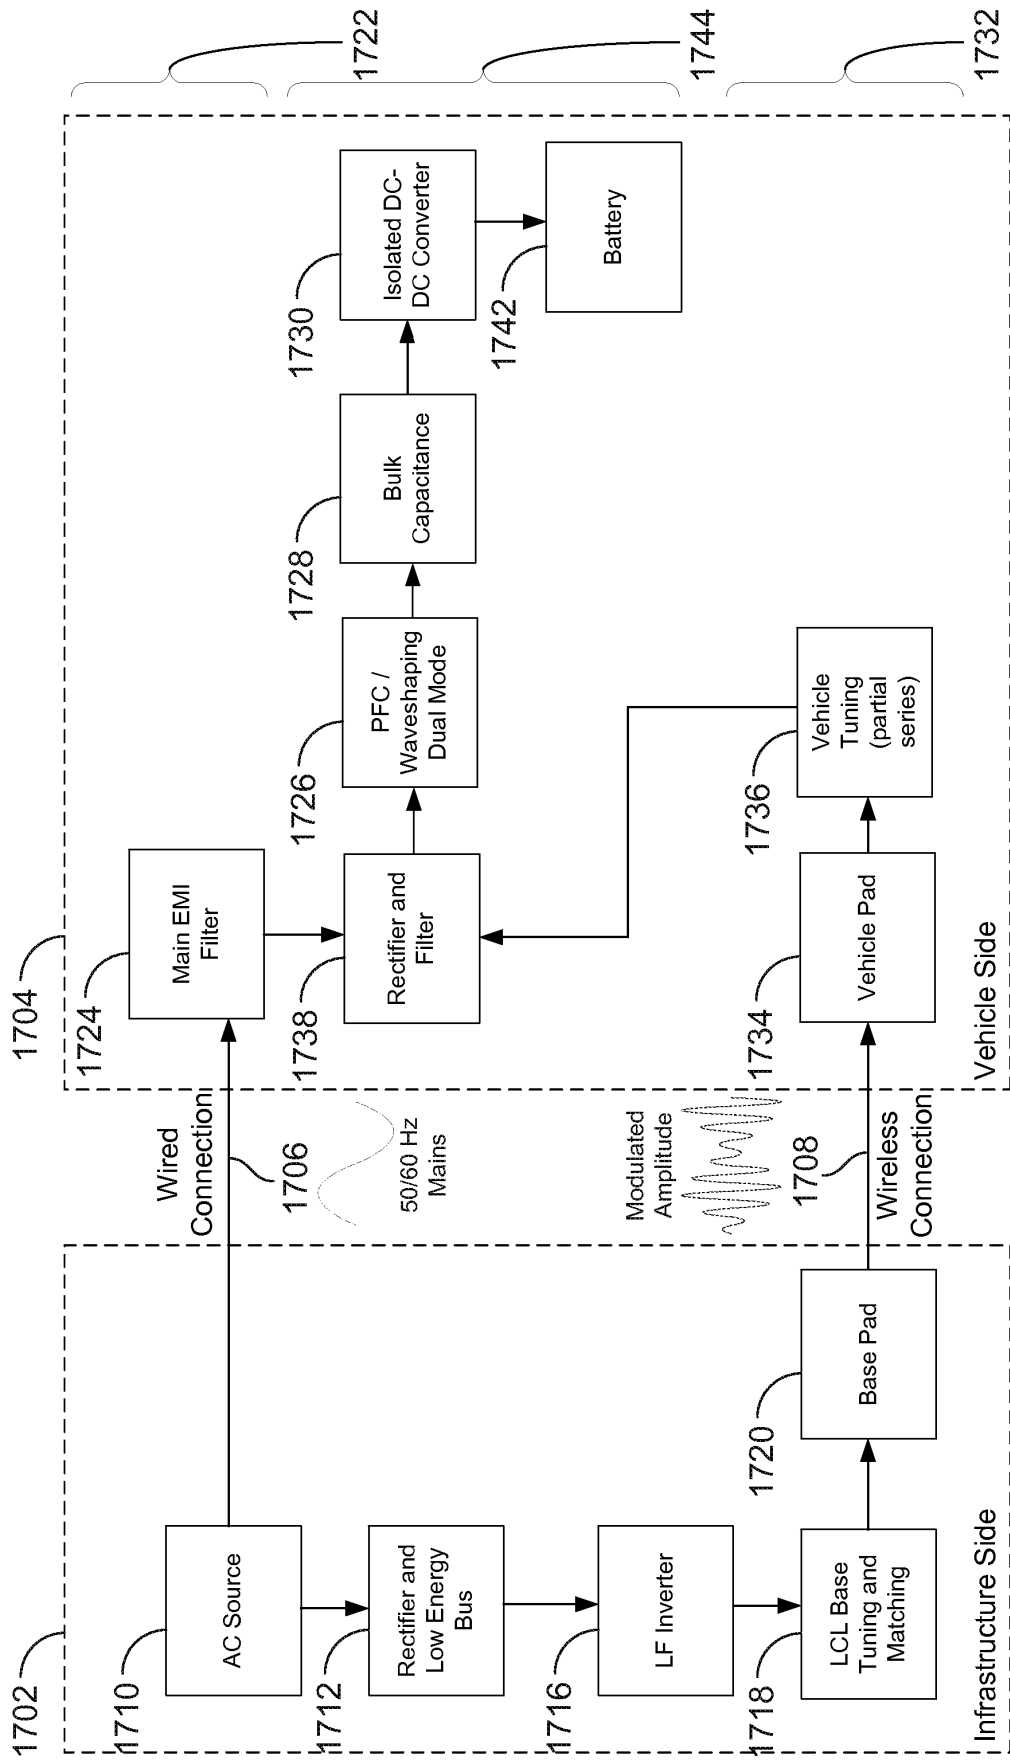 1702
1710
AC Source
1712
Rectifier and
Low Energy
Bus
1716
LF Inverter
1718
LCL Base
Tuning and
Matching
1720
Base Pad
Infrastructure Side
Wired
Connection
1706
50/60 Hz
Mains
Modulated
Amplitude
1708
Wireless
Connection
1704
1724
Main EMI
Filter
1738
Rectifier and
Filter
1726
PFC /
Waveshaping
Dual Mode
1728
Bulk
Capacitance
1730
Isolated DC-
DC Converter
1742
Battery
1734
Vehicle Pad
1736
Vehicle
Tuning
(partial
series)
Vehicle Side
1722
1744
1732